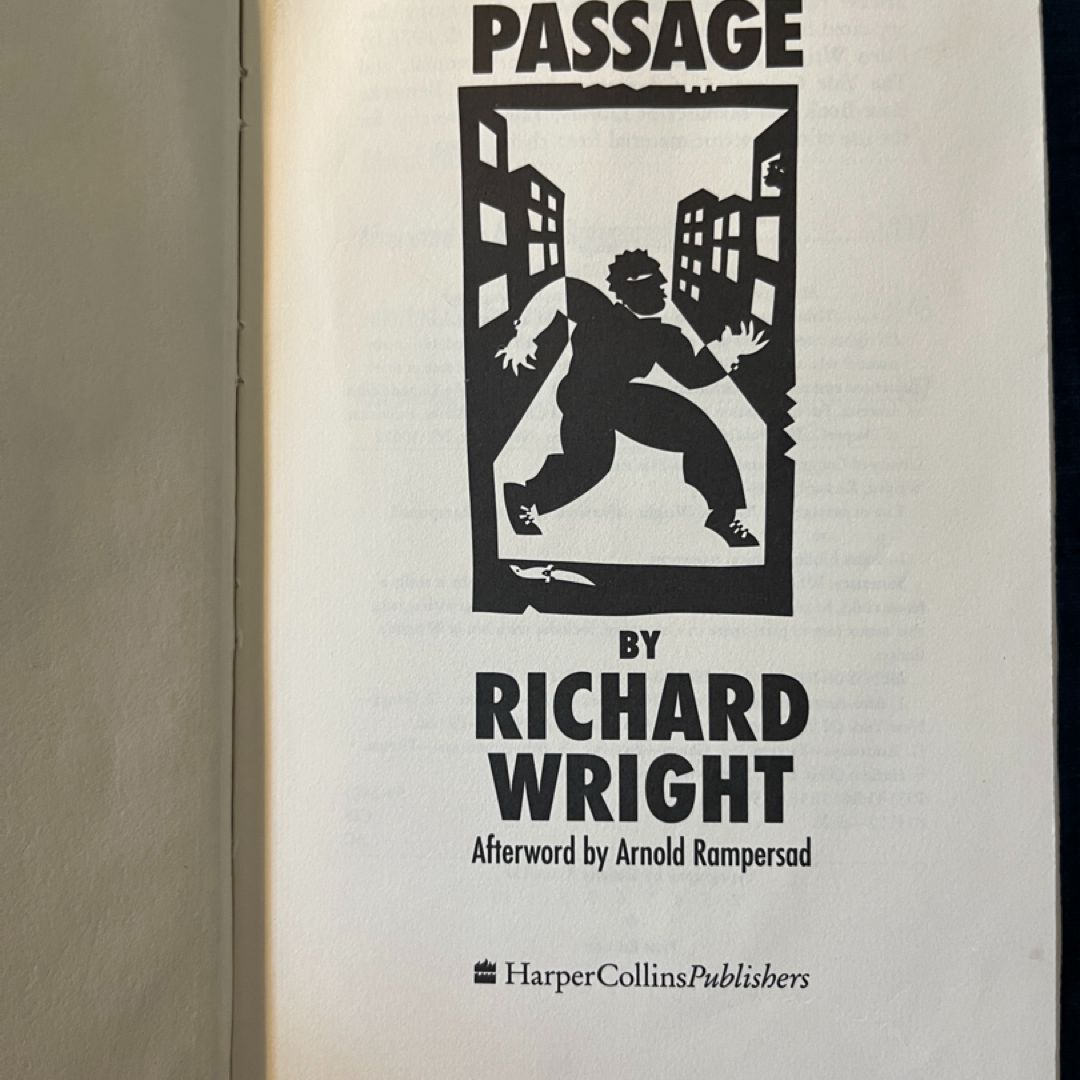 PASSAGE
BY
RICHARD
WRIGHT
Afterword by Arnold Rampersad
HarperCollinsPublishers